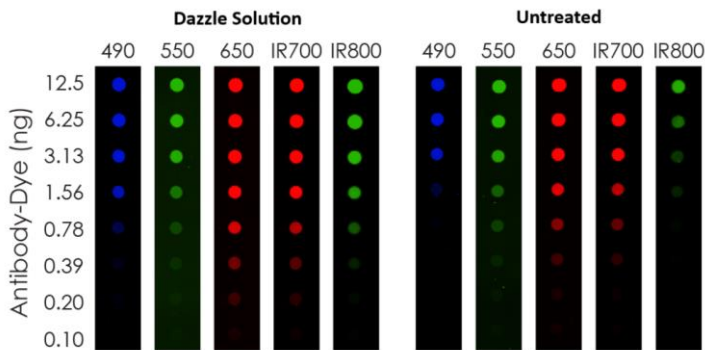 Dazzle Solution Untreated
490 550 650 IR700 IR800 490 550 650 IR700 IR800
12.5
6.25
3.13
1.56
0.78
0.39
0.20
0.10
Antibody-Dye (ng)